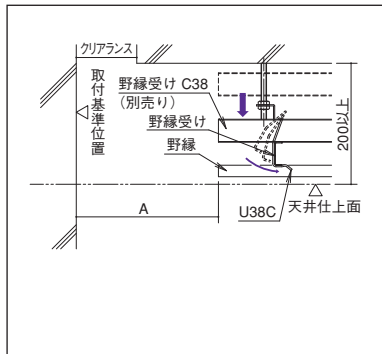 クリアランス
取付基準位置
野縁受け C38
(別売り)
野縁受け
野縁
200以上
天井仕上面
A
U38C